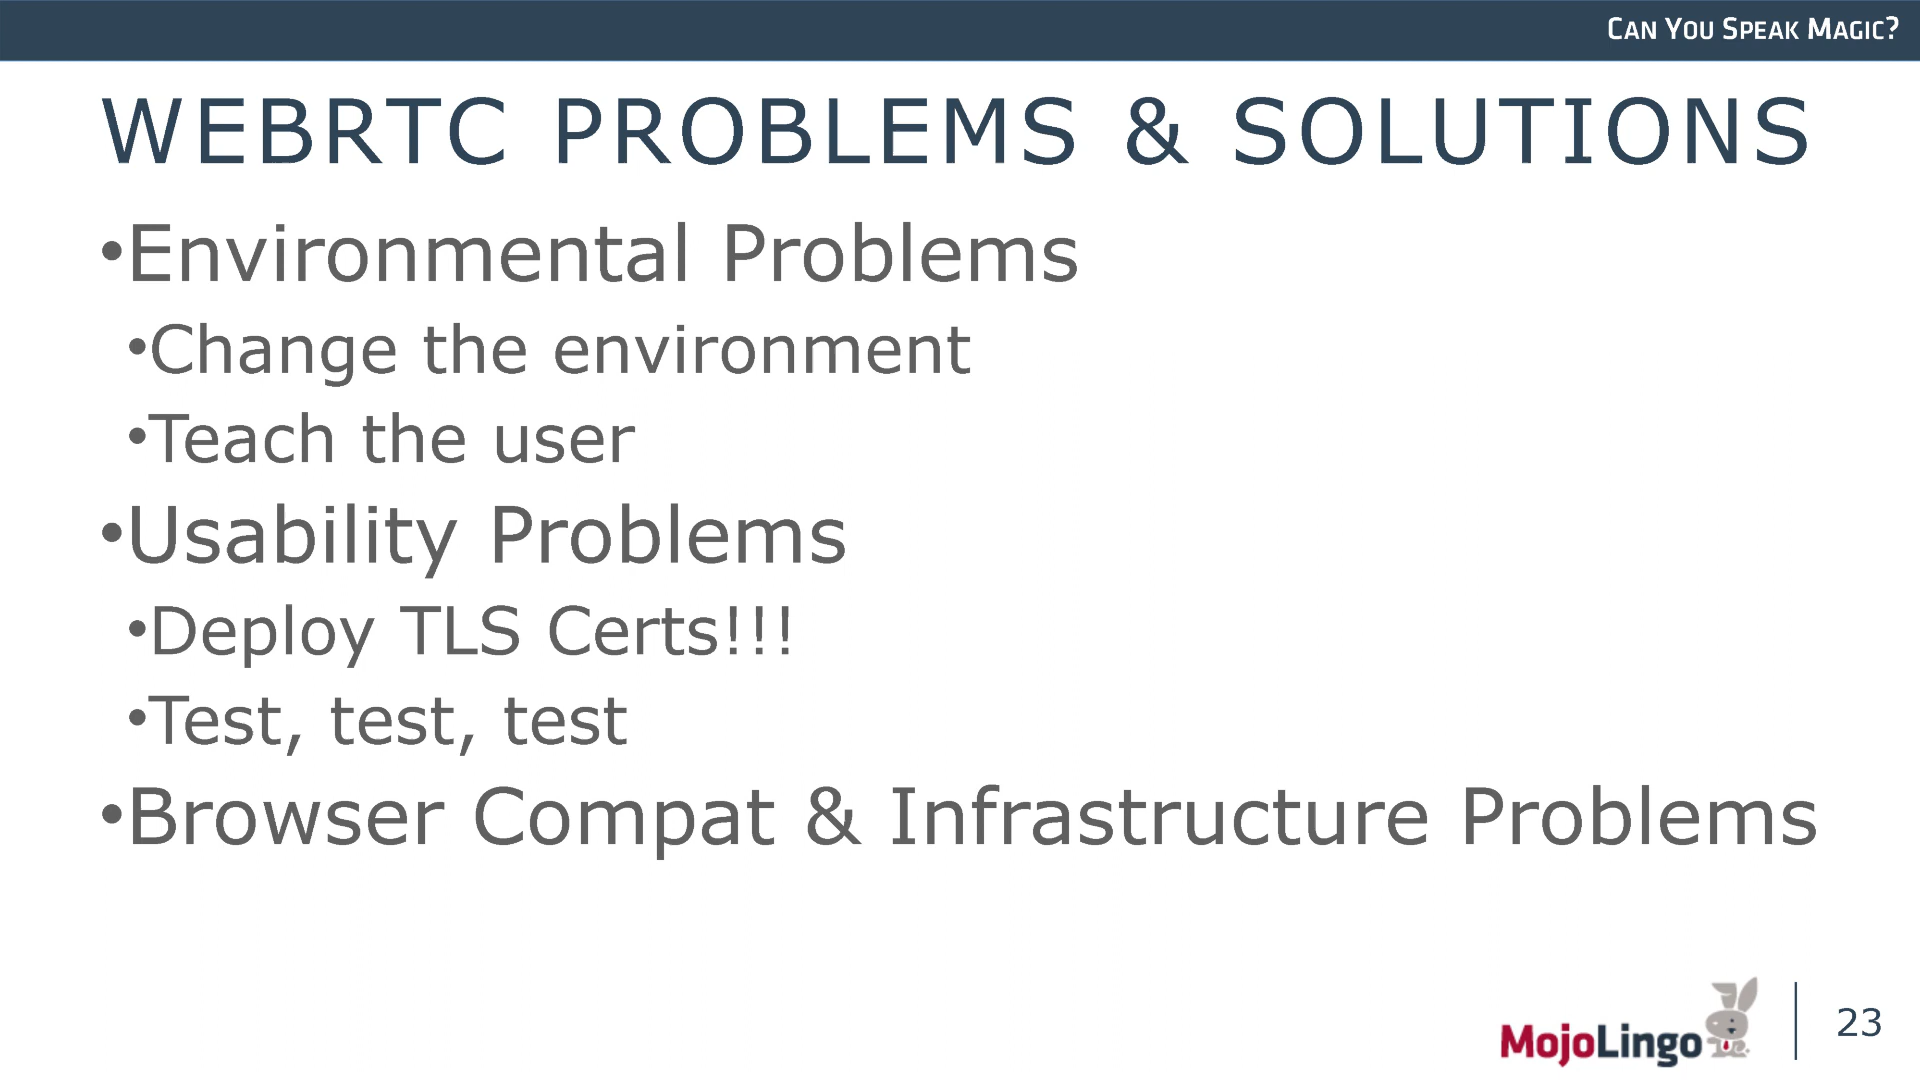 CAN YOU SPEAK MAGIC?
WEBRTC PROBLEMS & SOLUTIONS
•Environmental Problems
•Change the environment
•Teach the user
•Usability Problems
•Deploy TLS Certs!!!
•Test, test, test
•Browser Compat & Infrastructure Problems
MojoLingo
23